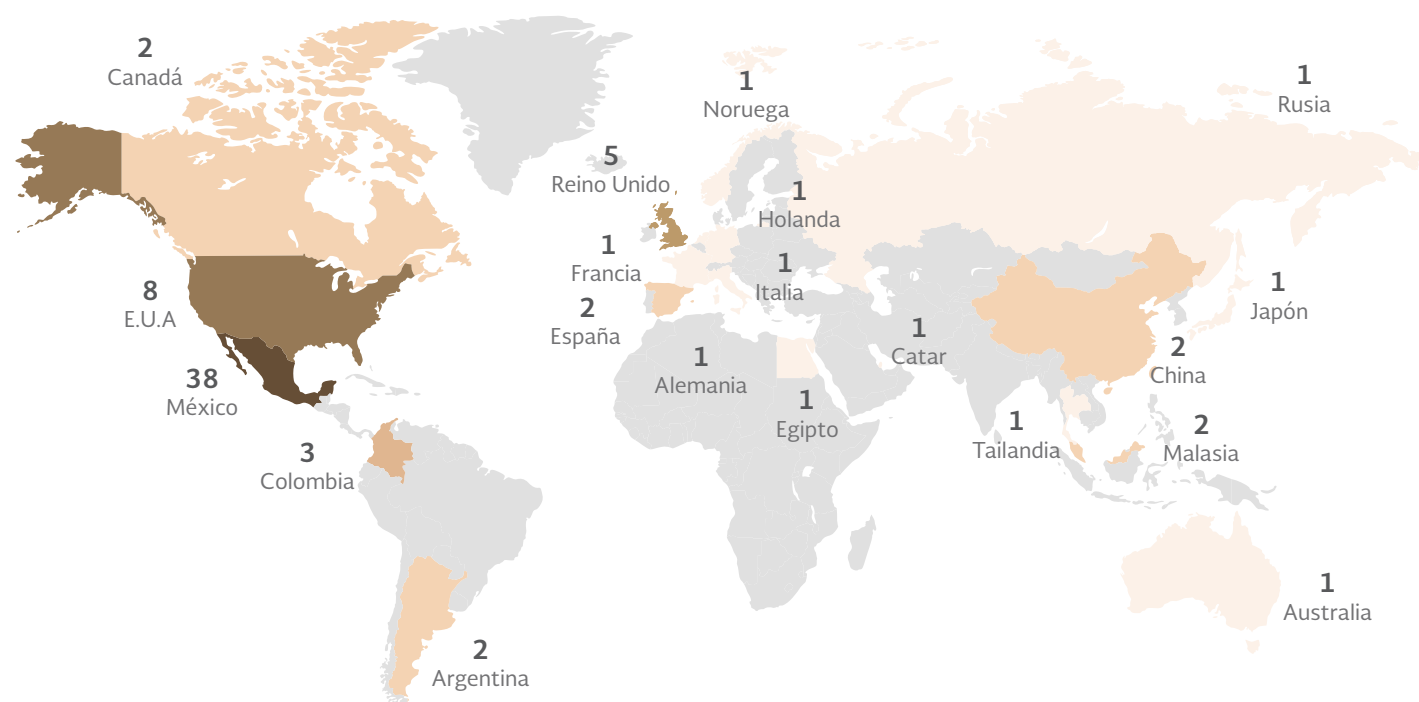 2
Canadá
1
Noruega
1
Rusia
5
Reino Unido
1
Holanda
1
Francia
1
Italia
8
E.U.A
2
España
1
Japón
1
Catar
2
China
1
Alemania
38
México
1
Egipto
1
Tailandia
2
Malasia
3
Colombia
1
Australia
2
Argentina